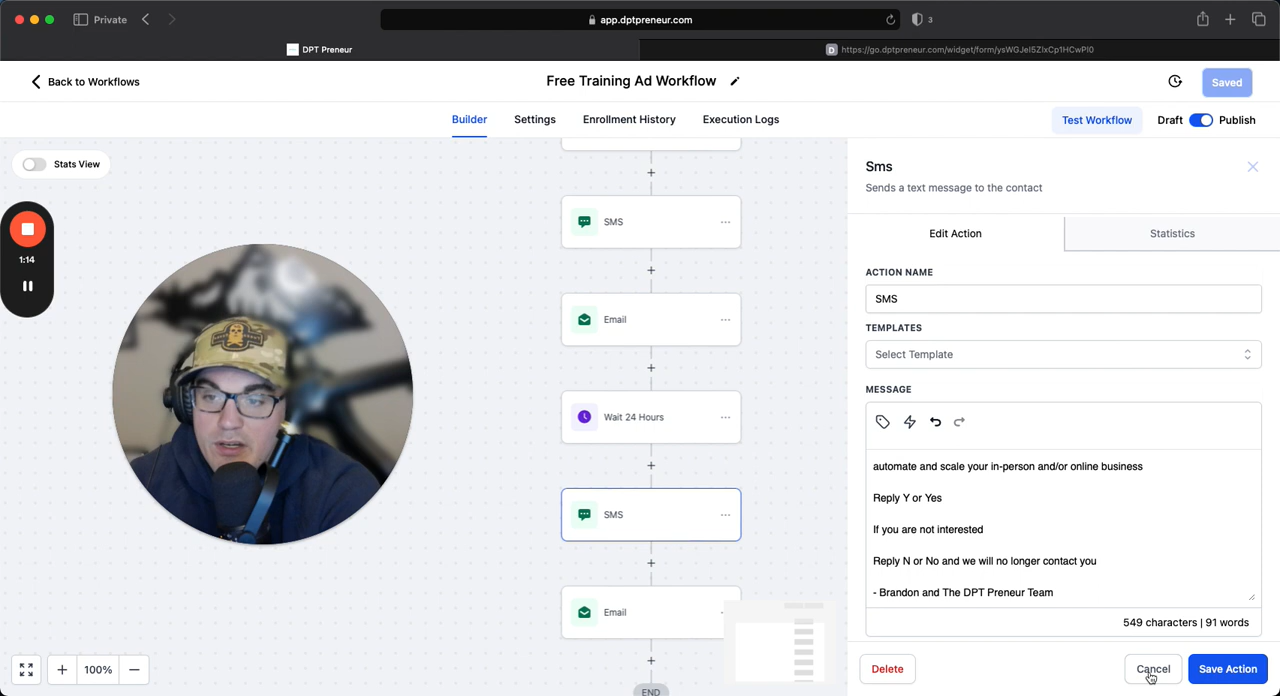 Private
app.dptpreneur.com
3
DPT Preneur
D https://go.dptpreneur.com/widget/form/ysWGJeI5ZlxCp1HCwPI0
Back to Workflows
Free Training Ad Workflow
Saved
Builder
Settings
Enrollment History
Execution Logs
Test Workflow
Draft
Publish
Stats View
1:14
SMS
Email
Wait 24 Hours
SMS
Email
END
100%
Sms
Sends a text message to the contact
Edit Action
Statistics
ACTION NAME
SMS
TEMPLATES
Select Template
MESSAGE
automate and scale your in-person and/or online business
Reply Y or Yes
If you are not interested
Reply N or No and we will no longer contact you
- Brandon and The DPT Preneur Team
549 characters | 91 words
Delete
Cancel
Save Action